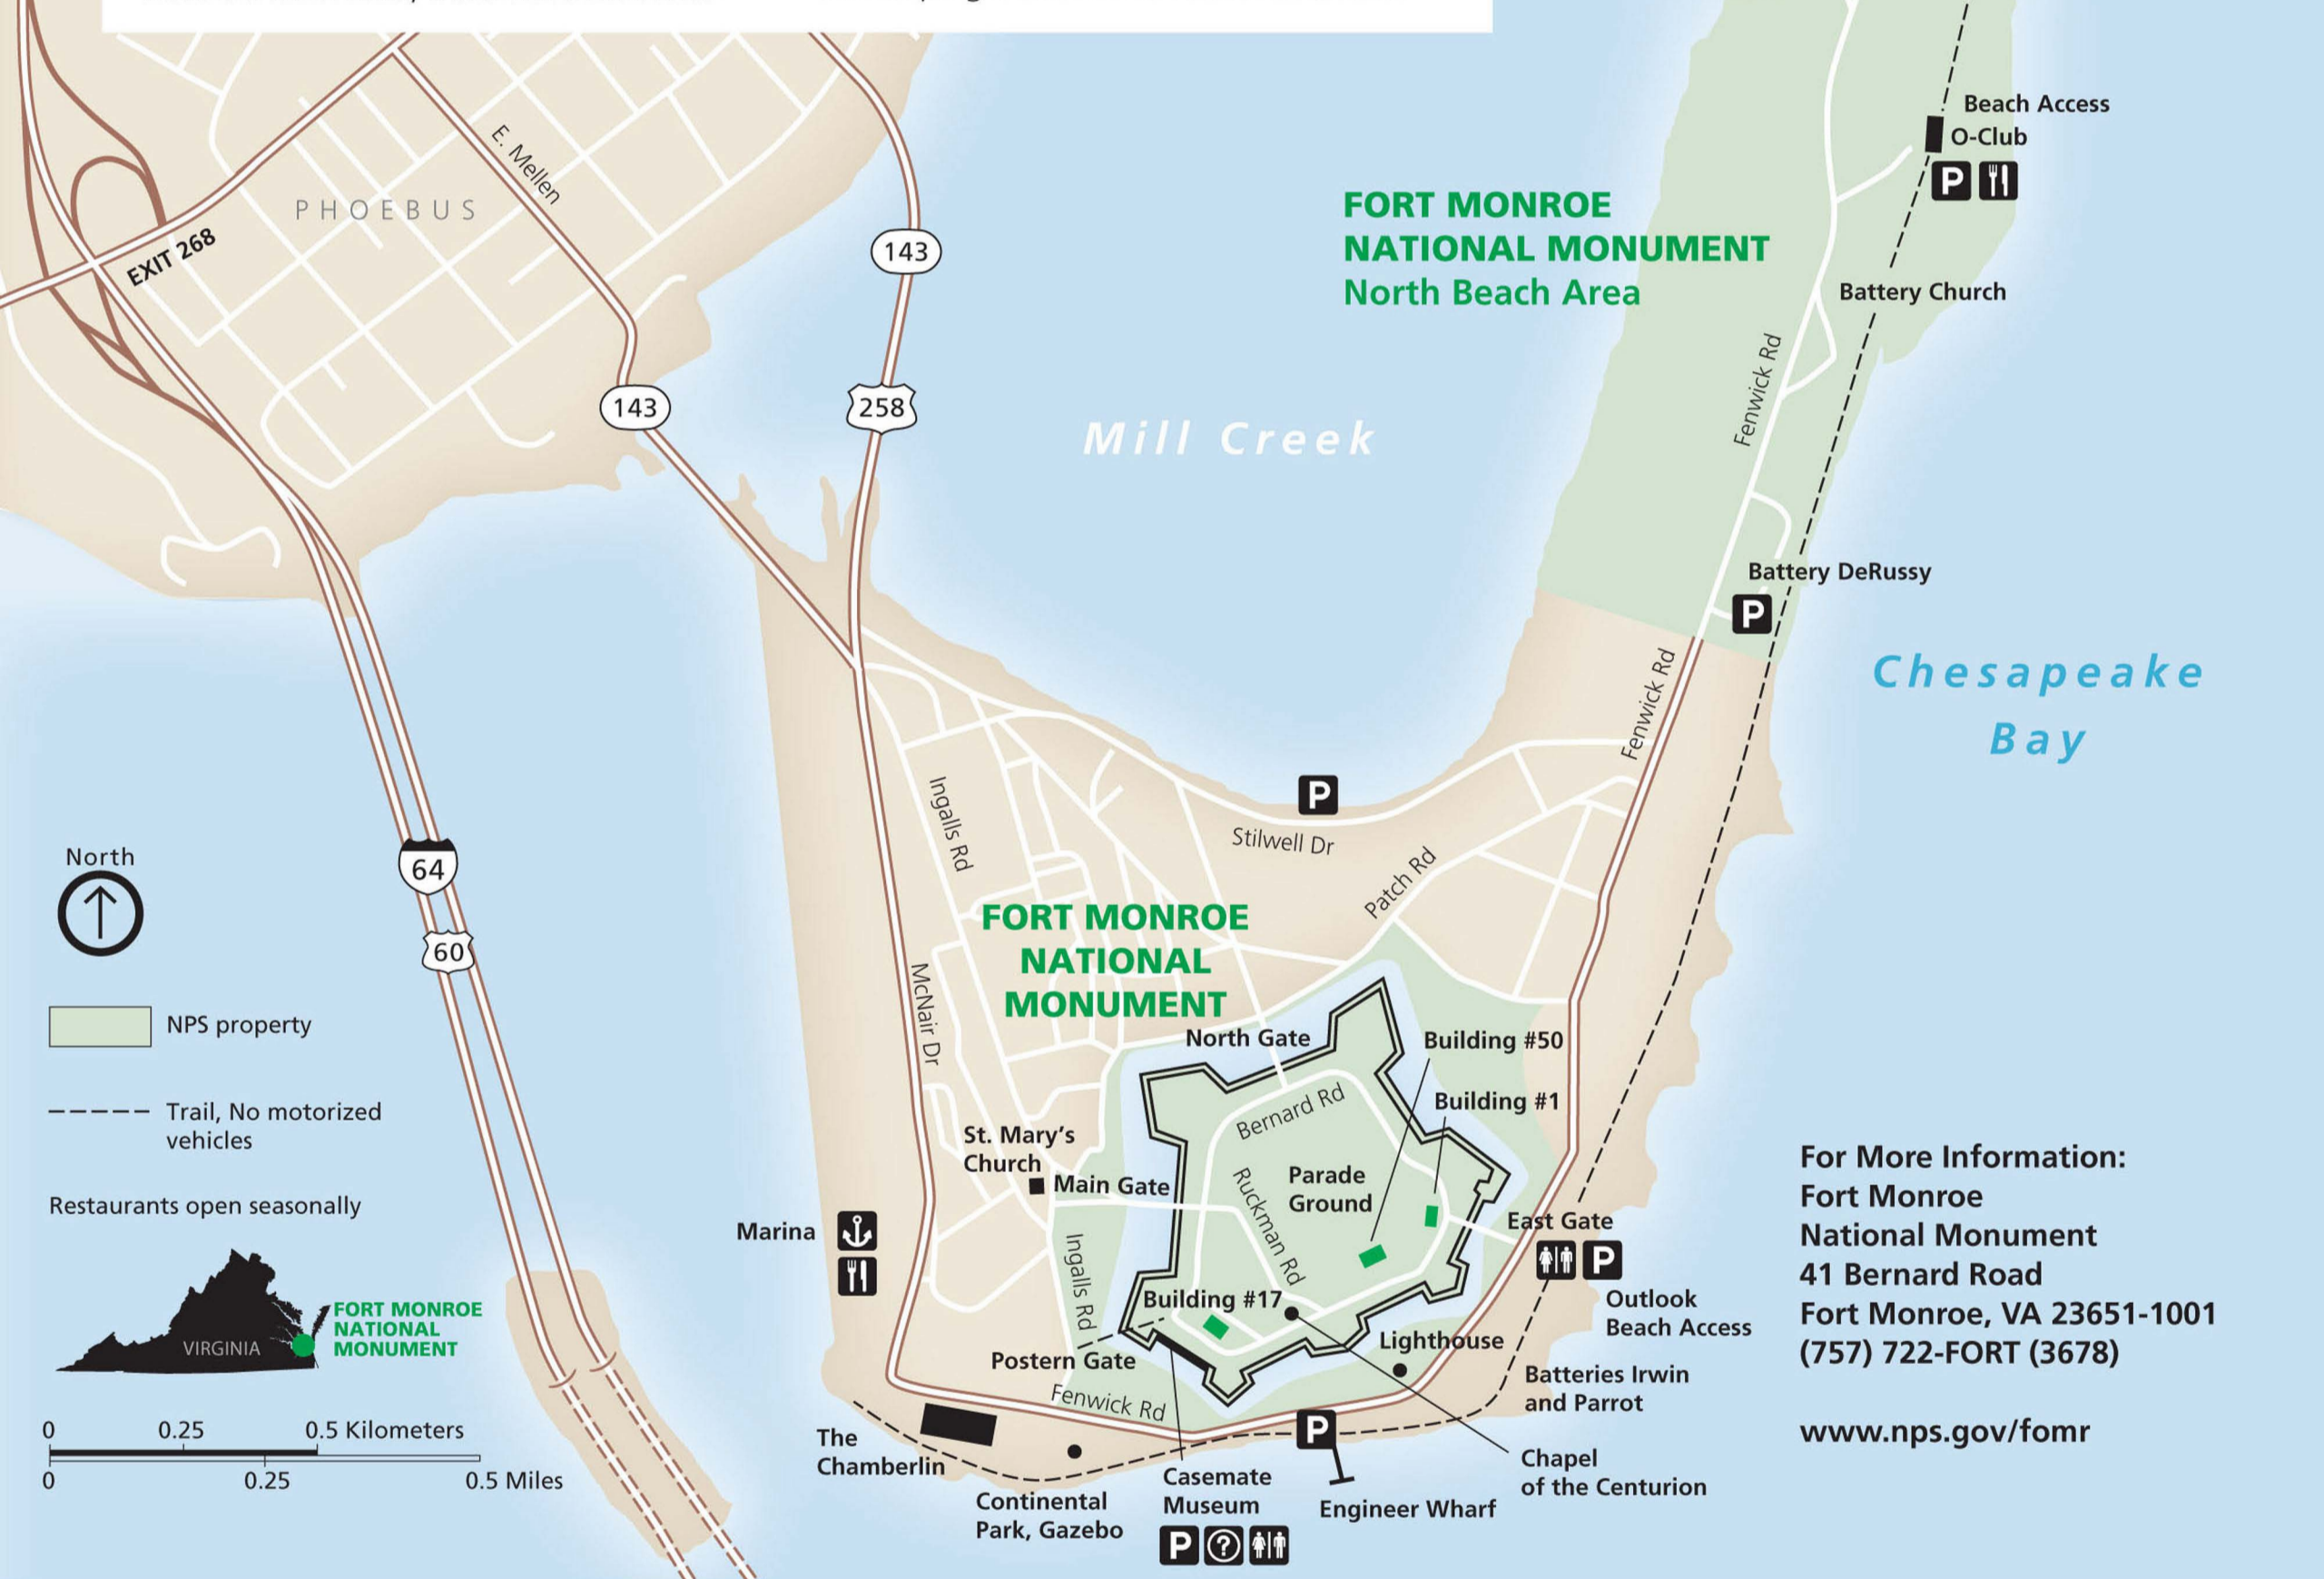 E. Mellen
PHOEBUS
EXIT 268
143
143
258
Beach Access
O-Club
P
FORT MONROE
NATIONAL MONUMENT
North Beach Area
Battery Church
Fenwick Rd
Mill Creek
Battery DeRussy
P
Chesapeake
Bay
Fenwick Rd
P
Stilwell Dr
Patch Rd
Ingalls Rd
McNair Dr
FORT MONROE
NATIONAL
MONUMENT
North Gate
Building #50
Building #1
Bernard Rd
Ruckman Rd
Parade
Ground
St. Mary's
Church
Main Gate
Marina
Ingalls Rd
Building #17
East Gate
P
Outlook
Beach Access
Lighthouse
Postern Gate
Fenwick Rd
Batteries Irwin
and Parrot
P
The
Chamberlin
Continental
Park, Gazebo
Casemate
Museum
P ?
Engineer Wharf
Chapel
of the Centurion
North
64
60
NPS property
Trail, No motorized
vehicles
Restaurants open seasonally
VIRGINIA
FORT MONROE
NATIONAL
MONUMENT
0 0.25 0.5 Kilometers
0 0.25 0.5 Miles
For More Information:
Fort Monroe
National Monument
41 Bernard Road
Fort Monroe, VA 23651-1001
(757) 722-FORT (3678)
www.nps.gov/fomr